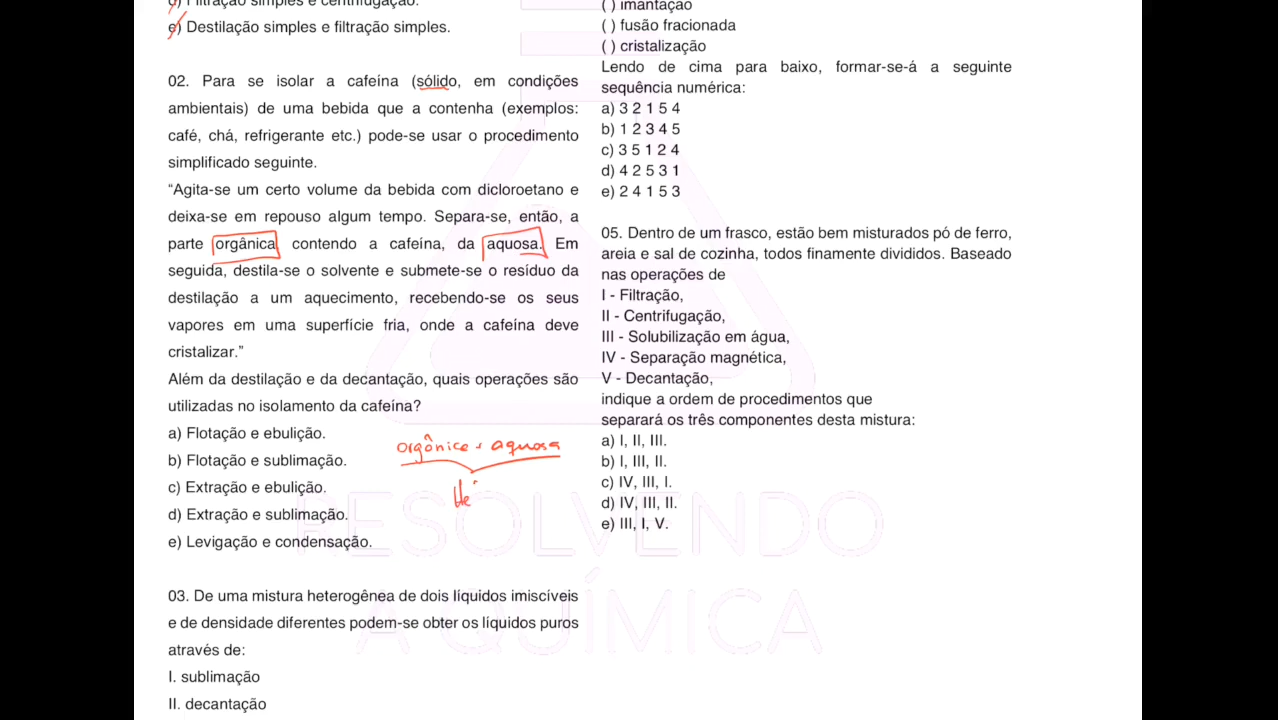 d) Filtração simples e centrifugação.
e) Destilação simples e filtração simples.
02. Para se isolar a cafeína (sólido, em condições
ambientais) de uma bebida que a contenha (exemplos:
café, chá, refrigerante etc.) pode-se usar o procedimento
simplificado seguinte.
“Agita-se um certo volume da bebida com dicloroetano e
deixa-se em repouso algum tempo. Separa-se, então, a
parte orgânica contendo a cafeína, da aquosa. Em
seguida, destila-se o solvente e submete-se o resíduo da
destilação a um aquecimento, recebendo-se os seus
vapores em uma superfície fria, onde a cafeína deve
cristalizar.”
Além da destilação e da decantação, quais operações são
utilizadas no isolamento da cafeína?
a) Flotação e ebulição.
b) Flotação e sublimação.
c) Extração e ebulição.
d) Extração e sublimação.
e) Levigação e condensação.
orgânica + aquosa
He
03. De uma mistura heterogênea de dois líquidos imiscíveis
e de densidade diferentes podem-se obter os líquidos puros
através de:
I. sublimação
II. decantação
( ) imantação
( ) fusão fracionada
( ) cristalização
Lendo de cima para baixo, formar-se-á a seguinte
sequência numérica:
a) 3 2 1 5 4
b) 1 2 3 4 5
c) 3 5 1 2 4
d) 4 2 5 3 1
e) 2 4 1 5 3
05. Dentro de um frasco, estão bem misturados pó de ferro,
areia e sal de cozinha, todos finamente divididos. Baseado
nas operações de
I - Filtração,
II - Centrifugação,
III - Solubilização em água,
IV - Separação magnética,
V - Decantação,
indique a ordem de procedimentos que
separará os três componentes desta mistura:
a) I, II, III.
b) I, III, II.
c) IV, III, I.
d) IV, III, II.
e) III, I, V.
RESOLVENDO
A QUÍMICA